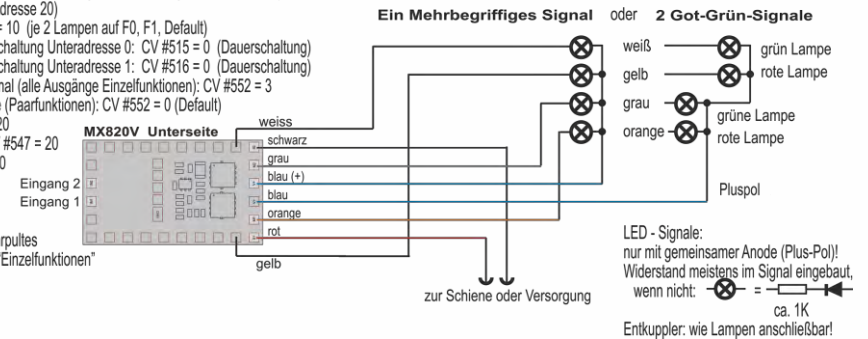 dresse 20)
= 10 (je 2 Lampen auf F0, F1, Default)
chaltung Unteradresse 0: CV #515 = 0 (Dauerschaltung)
chaltung Unteradresse 1: CV #516 = 0 (Dauerschaltung)
nal (alle Ausgänge Einzelfunktionen): CV #552 = 3
e (Paarfunktionen): CV #552 = 0 (Default)
20
#547 = 20
0
Eingang 2
Eingang 1
rpultes
"Einzelfunktionen"
MX820V Unterseite
weiss
schwarz
grau
blau (+)
blau
orange
rot
gelb
zur Schiene oder Versorgung
Ein Mehrbegriffiges Signal oder 2 Got-Grün-Signale
weiß
grün Lampe
gelb
rote Lampe
grau
grüne Lampe
orange
rote Lampe
Pluspol
LED - Signale:
nur mit gemeinsamer Anode (Plus-Pol)!
Widerstand meistens im Signal eingebaut,
wenn nicht: =
ca. 1K
Entkuppler: wie Lampen anschließbar!